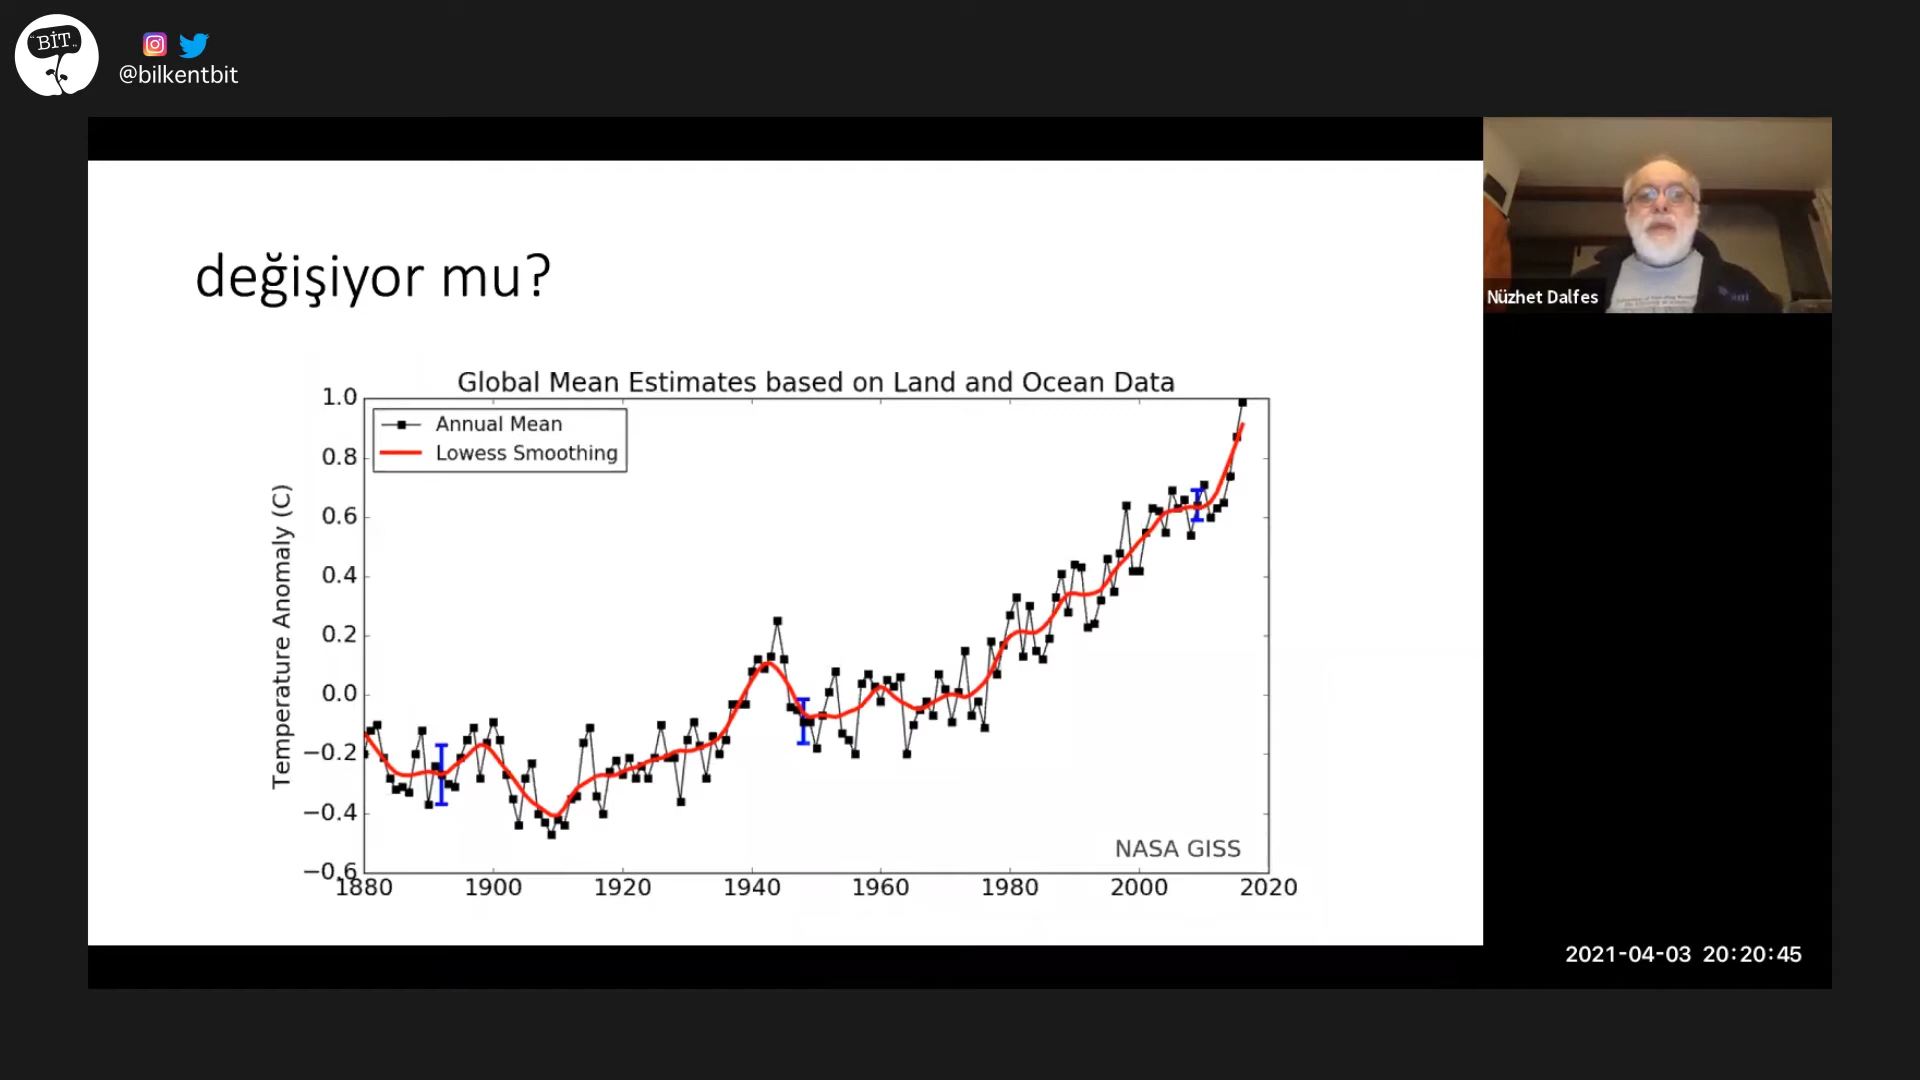 BİT
@bilkentbit
değişiyor mu?
Global Mean Estimates based on Land and Ocean Data
Annual Mean
Lowess Smoothing
Temperature Anomaly (C)
1.0
0.8
0.6
0.4
0.2
0.0
−0.2
−0.4
−0.6
1880 1900 1920 1940 1960 1980 2000 2020
NASA GISS
Nüzhet Dalfes
2021-04-03 20:20:45